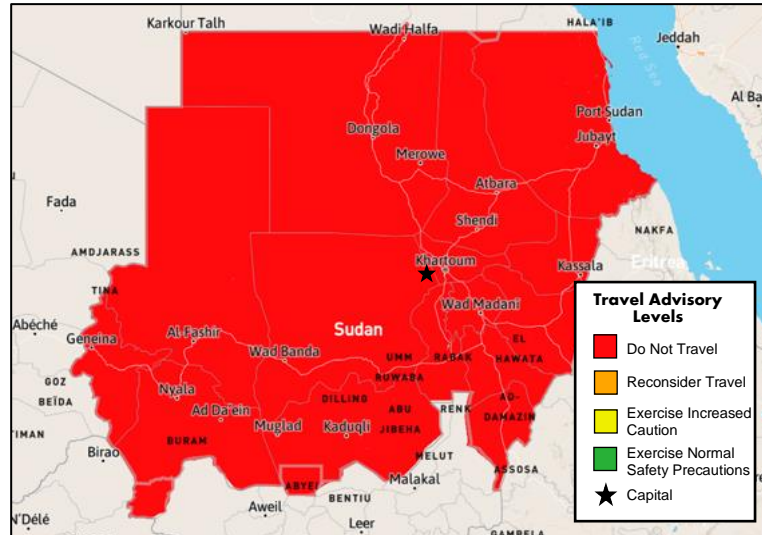 Karkour Talh
Wadi Halfa
HALA'IB
Jeddah
Red Sea
Al Ba
Port Sudan
Dongola
Jubayt
Merowe
Atbara
Fada
Shendi
NAKFA
AMDJARASS
Khartoum
Kassala
Eritrea
TINA
Wad Madani
Abéché
Geneina
Al Fashir
Sudan
EL
HAWATA
Wad Banda
UMM
RUWABA
RABAK
GOZ
BEÏDA
Nyala
Ad Da'ein
DILLING
ABU
JIBEHA
RENK
AD-
DAMAZIN
TIMAN
BURAM
Muglad
Kaduqli
Birao
MELUT
ASSOSA
ABYEI
Malakal
BENTIU
Aweil
N'Délé
Leer
GAMBELA
Travel Advisory
Levels
Do Not Travel
Reconsider Travel
Exercise Increased
Caution
Exercise Normal
Safety Precautions
Capital